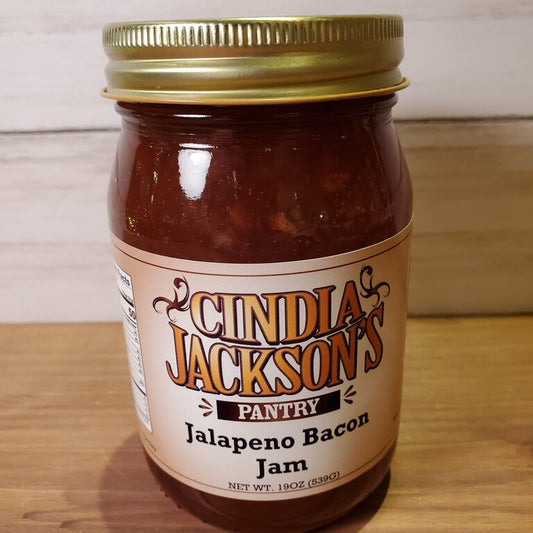 CINDIA
JACKSON'S
PANTRY
Jalapeno Bacon
Jam
NET WT. 19OZ (539G)